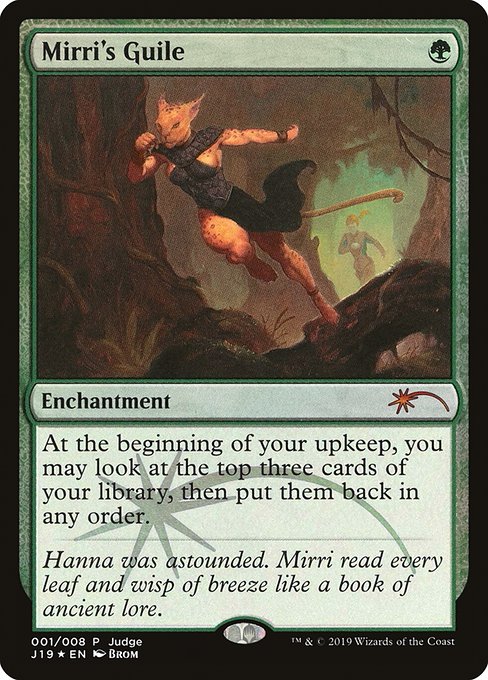 Mirri's Guile
Enchantment
At the beginning of your upkeep, you
may look at the top three cards of
your library, then put them back in
any order.
Hanna was astounded. Mirri read every
leaf and wisp of breeze like a book of
ancient lore.
001/008 P Judge
J19 ★ EN Brom
™ & © 2019 Wizards of the Coast